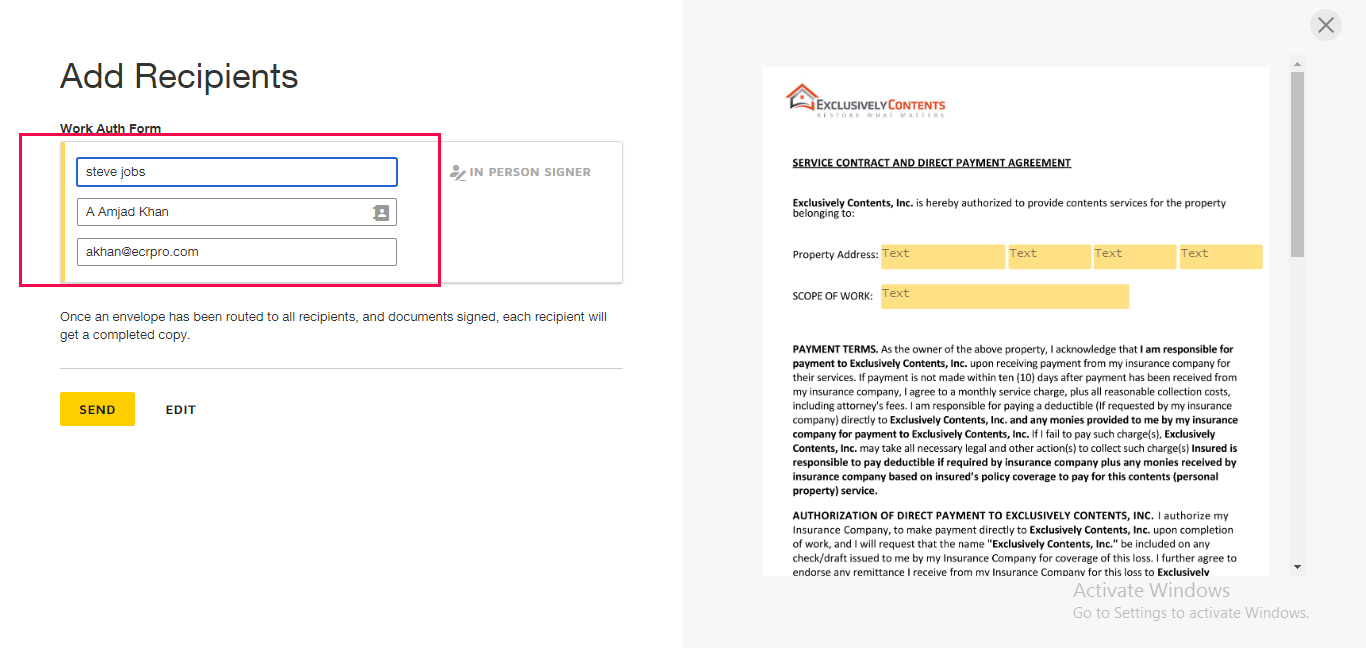 Add Recipients
Work Auth Form
steve jobs
IN PERSON SIGNER
A Amjad Khan
akhan@ecrpro.com
Once an envelope has been routed to all recipients, and documents signed, each recipient will
get a completed copy.
SEND
EDIT
EXCLUSIVELY CONTENTS
RESTORE WHAT MATTERS
SERVICE CONTRACT AND DIRECT PAYMENT AGREEMENT
Exclusively Contents, Inc. is hereby authorized to provide contents services for the property
belonging to:
Property Address: Text Text Text Text
SCOPE OF WORK: Text
PAYMENT TERMS. As the owner of the above property, I acknowledge that I am responsible for
payment to Exclusively Contents, Inc. upon receiving payment from my insurance company for
their services. If payment is not made within ten (10) days after payment has been received from
my insurance company, I agree to a monthly service charge, plus all reasonable collection costs,
including attorney's fees. I am responsible for paying a deductible (If requested by my insurance
company) directly to Exclusively Contents, Inc. and any monies provided to me by my insurance
company for payment to Exclusively Contents, Inc. If I fail to pay such charge(s), Exclusively
Contents, Inc. may take all necessary legal and other action(s) to collect such charge(s) Insured is
responsible to pay deductible if required by insurance company plus any monies received by
insurance company based on insured's policy coverage to pay for this contents (personal
property) service.
AUTHORIZATION OF DIRECT PAYMENT TO EXCLUSIVELY CONTENTS, INC. I authorize my
Insurance Company, to make payment directly to Exclusively Contents, Inc. upon completion
of work, and I will request that the name "Exclusively Contents, Inc." be included on any
check/draft issued to me by my Insurance Company for coverage of this loss. I further agree to
endorse any remittance I receive from my Insurance Company for this loss to Exclusively
Activate Windows
Go to Settings to activate Windows.